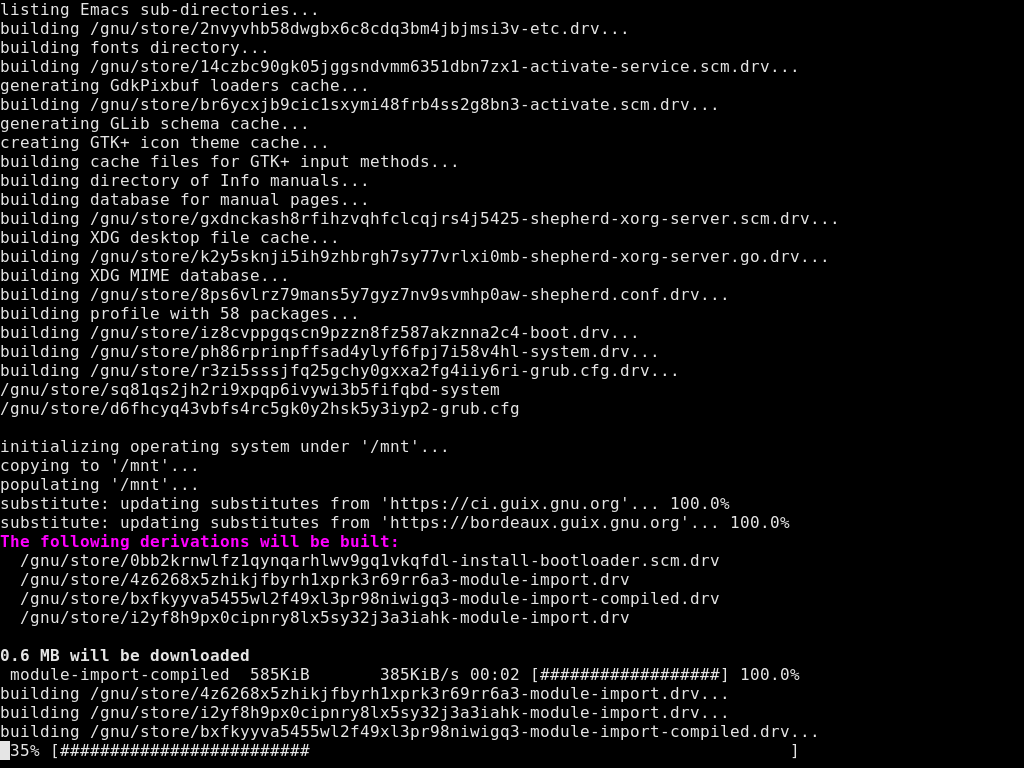 listing Emacs sub-directories...
building /gnu/store/2nvyvhb58dwgbx6c8cdq3bm4jbjmsi3v-etc.drv...
building fonts directory...
building /gnu/store/14czbc90gk05jggsndvmm6351dbn7zx1-activate-service.scm.drv...
generating GdkPixbuf loaders cache...
building /gnu/store/br6ycxjb9cic1sxymi48frb4ss2g8bn3-activate.scm.drv...
generating GLib schema cache...
creating GTK+ icon theme cache...
building cache files for GTK+ input methods...
building directory of Info manuals...
building database for manual pages...
building /gnu/store/gxdnckash8rfihzvqhfclcqjrs4j5425-shepherd-xorg-server.scm.drv...
building XDG desktop file cache...
building /gnu/store/k2y5sknji5ih9zhbrgh7sy77vrlxi0mb-shepherd-xorg-server.go.drv...
building XDG MIME database...
building /gnu/store/8ps6vlrz79mans5y7gyz7nv9svmhp0aw-shepherd.conf.drv...
building profile with 58 packages...
building /gnu/store/iz8cvppgqscn9pzzn8fz587akznna2c4-boot.drv...
building /gnu/store/ph86rprinpffsad4ylyf6fpj7i58v4hl-system.drv...
building /gnu/store/r3zi5sssjfq25gchy0gxxa2fg4iiy6ri-grub.cfg.drv...
/gnu/store/sq81qs2jh2ri9xpqp6ivywi3b5fifqbd-system
/gnu/store/d6fhcyq43vbfs4rc5gk0y2hsk5y3iyp2-grub.cfg
initializing operating system under '/mnt'...
copying to '/mnt'...
populating '/mnt'...
substitute: updating substitutes from 'https://ci.guix.gnu.org'... 100.0%
substitute: updating substitutes from 'https://bordeaux.guix.gnu.org'... 100.0%
The following derivations will be built:
/gnu/store/0bb2krnwlfz1qynqarhlwv9gq1vkqfdl-install-bootloader.scm.drv
/gnu/store/4z6268x5zhikjfbyrh1xprk3r69rr6a3-module-import.drv
/gnu/store/bxfkyyva5455wl2f49xl3pr98niwigq3-module-import-compiled.drv
/gnu/store/i2yf8h9px0cipnry8lx5sy32j3a3iahk-module-import.drv
0.6 MB will be downloaded
module-import-compiled  585KiB       385KiB/s 00:02 [##################] 100.0%
building /gnu/store/4z6268x5zhikjfbyrh1xprk3r69rr6a3-module-import.drv...
building /gnu/store/i2yf8h9px0cipnry8lx5sy32j3a3iahk-module-import.drv...
building /gnu/store/bxfkyyva5455wl2f49xl3pr98niwigq3-module-import-compiled.drv...
35% [#########################                                                ]